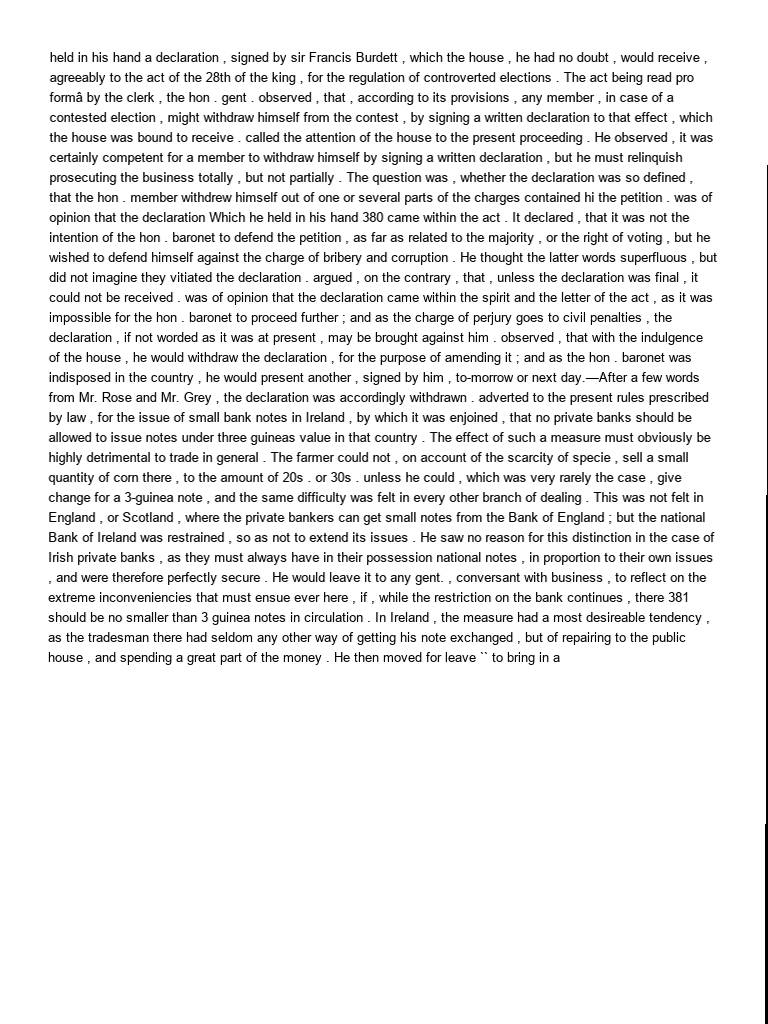 held in his hand a declaration , signed by sir Francis Burdett , which the house , he had no doubt , would receive ,
agreeably to the act of the 28th of the king , for the regulation of controverted elections . The act being read pro
formâ by the clerk , the hon . gent . observed , that , according to its provisions , any member , in case of a
contested election , might withdraw himself from the contest , by signing a written declaration to that effect , which
the house was bound to receive . called the attention of the house to the present proceeding . He observed , it was
certainly competent for a member to withdraw himself by signing a written declaration , but he must relinquish
prosecuting the business totally , but not partially . The question was , whether the declaration was so defined ,
that the hon . member withdrew himself out of one or several parts of the charges contained hi the petition . was of
opinion that the declaration Which he held in his hand 380 came within the act . It declared , that it was not the
intention of the hon . baronet to defend the petition , as far as related to the majority , or the right of voting , but he
wished to defend himself against the charge of bribery and corruption . He thought the latter words superfluous , but
did not imagine they vitiated the declaration . argued , on the contrary , that , unless the declaration was final , it
could not be received . was of opinion that the declaration came within the spirit and the letter of the act , as it was
impossible for the hon . baronet to proceed further ; and as the charge of perjury goes to civil penalties , the
declaration , if not worded as it was at present , may be brought against him . observed , that with the indulgence
of the house , he would withdraw the declaration , for the purpose of amending it ; and as the hon . baronet was
indisposed in the country , he would present another , signed by him , to-morrow or next day.—After a few words
from Mr. Rose and Mr. Grey , the declaration was accordingly withdrawn . adverted to the present rules prescribed
by law , for the issue of small bank notes in Ireland , by which it was enjoined , that no private banks should be
allowed to issue notes under three guineas value in that country . The effect of such a measure must obviously be
highly detrimental to trade in general . The farmer could not , on account of the scarcity of specie , sell a small
quantity of corn there , to the amount of 20s . or 30s . unless he could , which was very rarely the case , give
change for a 3-guinea note , and the same difficulty was felt in every other branch of dealing . This was not felt in
England , or Scotland , where the private bankers can get small notes from the Bank of England ; but the national
Bank of Ireland was restrained , so as not to extend its issues . He saw no reason for this distinction in the case of
Irish private banks , as they must always have in their possession national notes , in proportion to their own issues
, and were therefore perfectly secure . He would leave it to any gent. , conversant with business , to reflect on the
extreme inconveniencies that must ensue ever here , if , while the restriction on the bank continues , there 381
should be no smaller than 3 guinea notes in circulation . In Ireland , the measure had a most desireable tendency ,
as the tradesman there had seldom any other way of getting his note exchanged , but of repairing to the public
house , and spending a great part of the money . He then moved for leave `` to bring in a